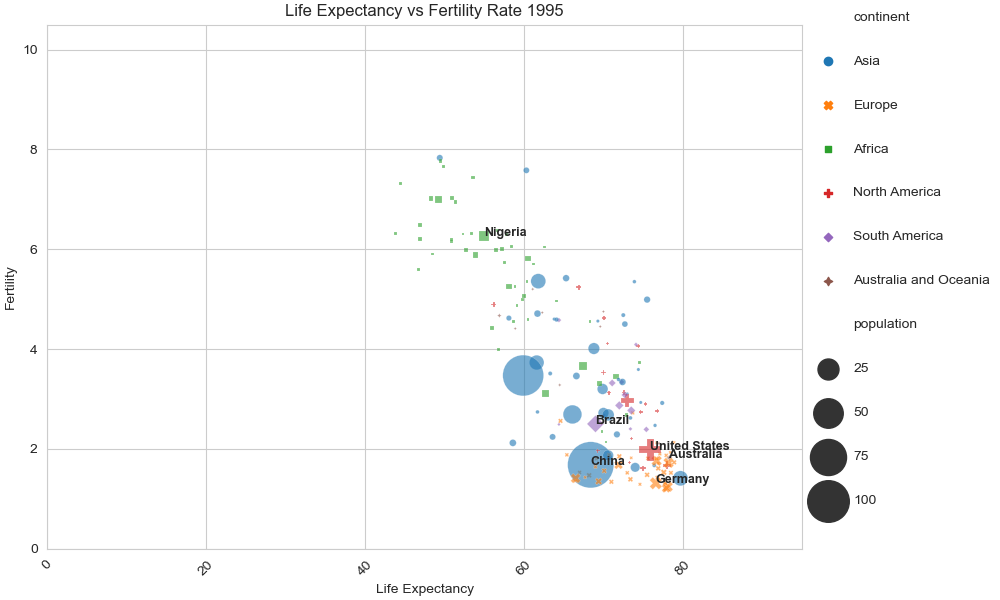 Life Expectancy vs Fertility Rate 1995
10
8
6
4
2
0
Fertility
0
20
40
60
80
Life Expectancy
Nigeria
Brazil
United States
Australia
China
Germany
continent
Asia
Europe
Africa
North America
South America
Australia and Oceania
population
25
50
75
100